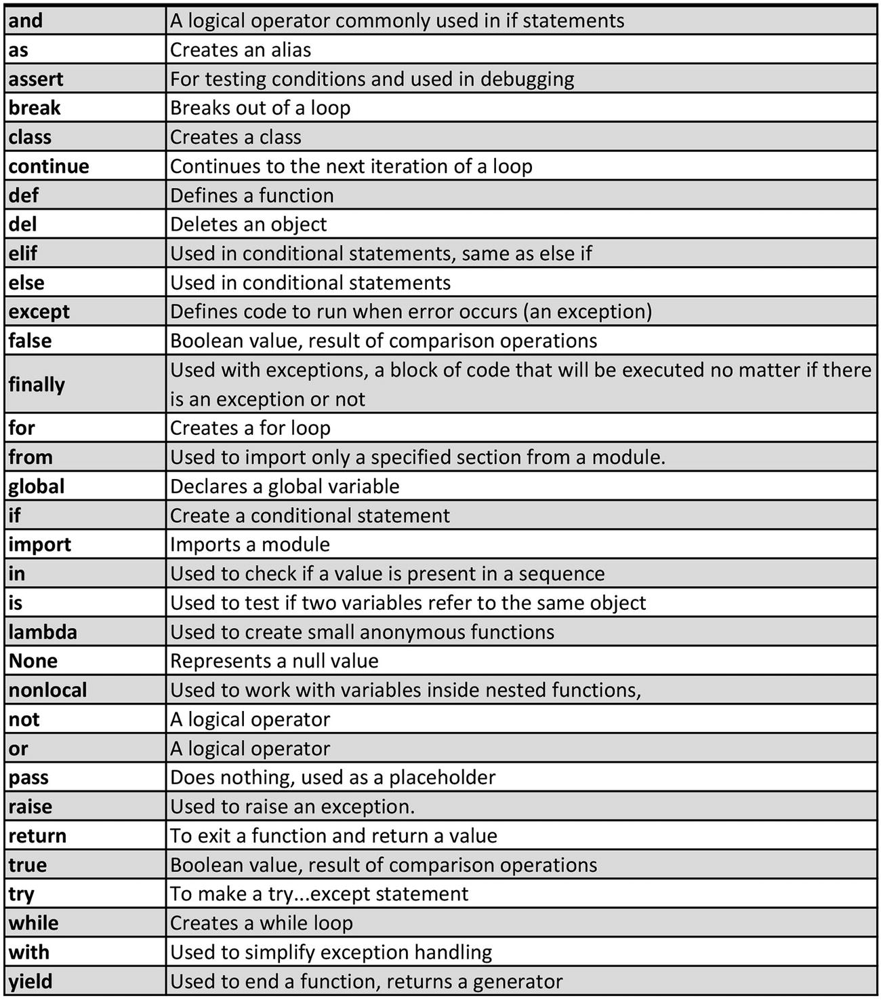 and A logical operator commonly used in if statements
as Creates an alias
assert For testing conditions and used in debugging
break Breaks out of a loop
class Creates a class
continue Continues to the next iteration of a loop
def Defines a function
del Deletes an object
elif Used in conditional statements, same as else if
else Used in conditional statements
except Defines code to run when error occurs (an exception)
false Boolean value, result of comparison operations
finally Used with exceptions, a block of code that will be executed no matter if there
is an exception or not
for Creates a for loop
from Used to import only a specified section from a module.
global Declares a global variable
if Create a conditional statement
import Imports a module
in Used to check if a value is present in a sequence
is Used to test if two variables refer to the same object
lambda Used to create small anonymous functions
None Represents a null value
nonlocal Used to work with variables inside nested functions,
not A logical operator
or A logical operator
pass Does nothing, used as a placeholder
raise Used to raise an exception.
return To exit a function and return a value
true Boolean value, result of comparison operations
try To make a try...except statement
while Creates a while loop
with Used to simplify exception handling
yield Used to end a function, returns a generator